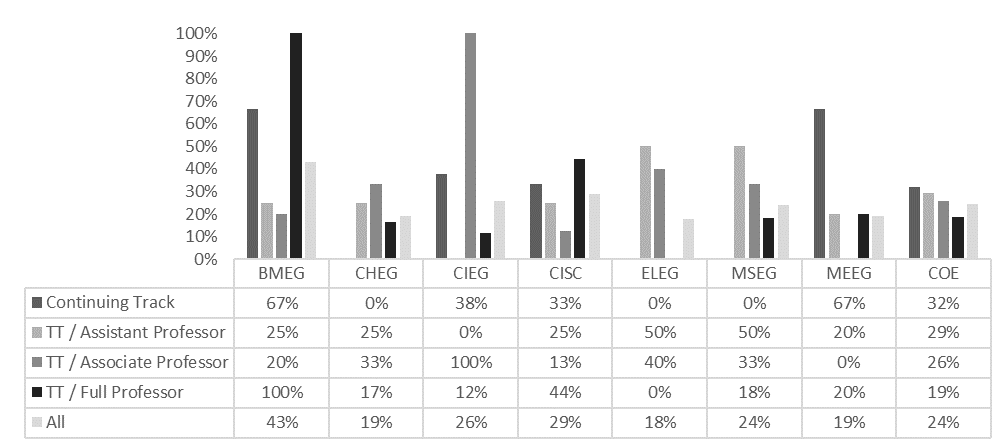 100%
90%
80%
70%
60%
50%
40%
30%
20%
10%
0%
BMEG CHEG CIEG CISC ELEG MSEG MEEG COE
Continuing Track 67% 0% 38% 33% 0% 0% 67% 32%
TT / Assistant Professor 25% 25% 0% 25% 50% 50% 20% 29%
TT / Associate Professor 20% 33% 100% 13% 40% 33% 0% 26%
TT / Full Professor 100% 17% 12% 44% 0% 18% 20% 19%
All 43% 19% 26% 29% 18% 24% 19% 24%